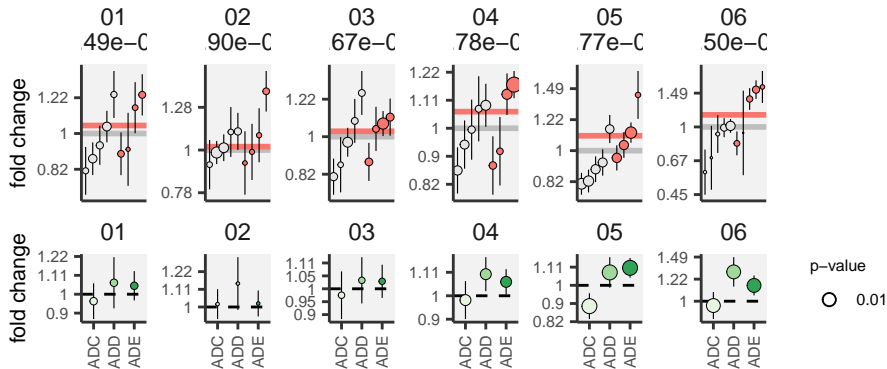 01 02 03 04 05 06
.49e−0 .90e−0 .67e−0 .78e−0 .77e−0 .50e−0
fold change
1.22 1 0.82
1.28 1 0.78
1.22 1 0.82
1.22 1.11 1 0.9 0.82
1.49 1.22 1 0.82
1.49 1 0.67 0.45
01 02 03 04 05 06
fold change
1.22 1.11 1 0.9
1.22 1.11 1
1.11 1.05 1 0.95 0.9
1.11 1 0.9
1.11 1 0.9 0.82
1.49 1.22 1
ADC ADD ADE ADC ADD ADE ADC ADD ADE ADC ADD ADE ADC ADD ADE ADC ADD ADE
p−value
0.01